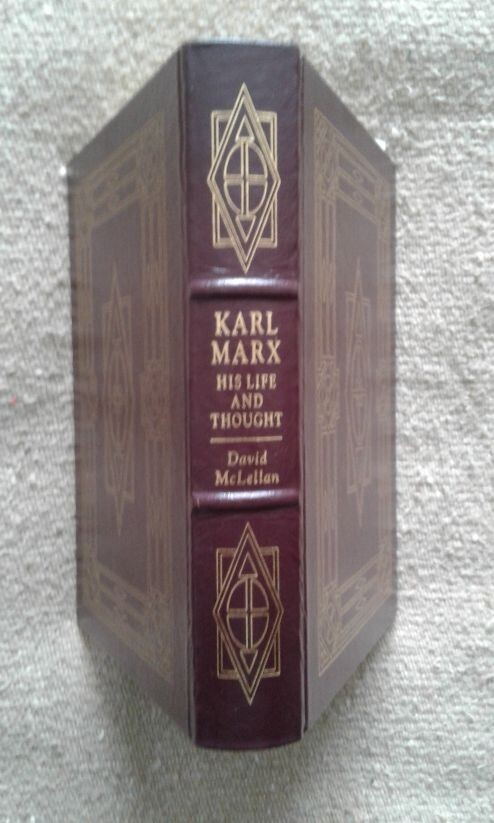 KARL
MARX
HIS LIFE
AND
THOUGHT
David
McLellan